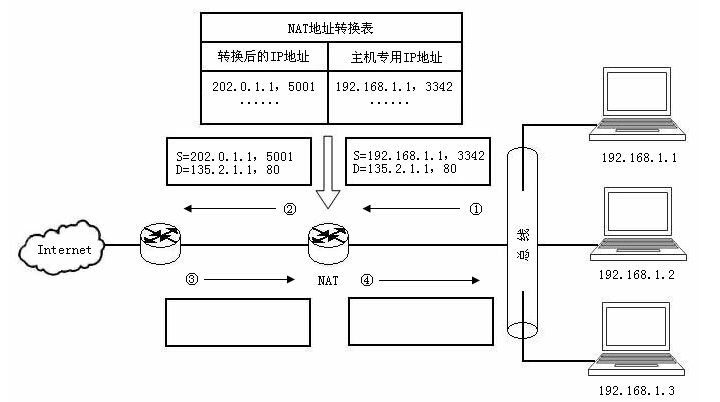 NAT地址转换表
转换后的IP地址 主机专用IP地址
202.0.1.1, 5001 192.168.1.1, 3342
...... ......
S=202.0.1.1, 5001
D=135.2.1.1, 80
S=192.168.1.1, 3342
D=135.2.1.1, 80
192.168.1.1
② ①
Internet
总线
192.168.1.2
③ NAT ④
192.168.1.3